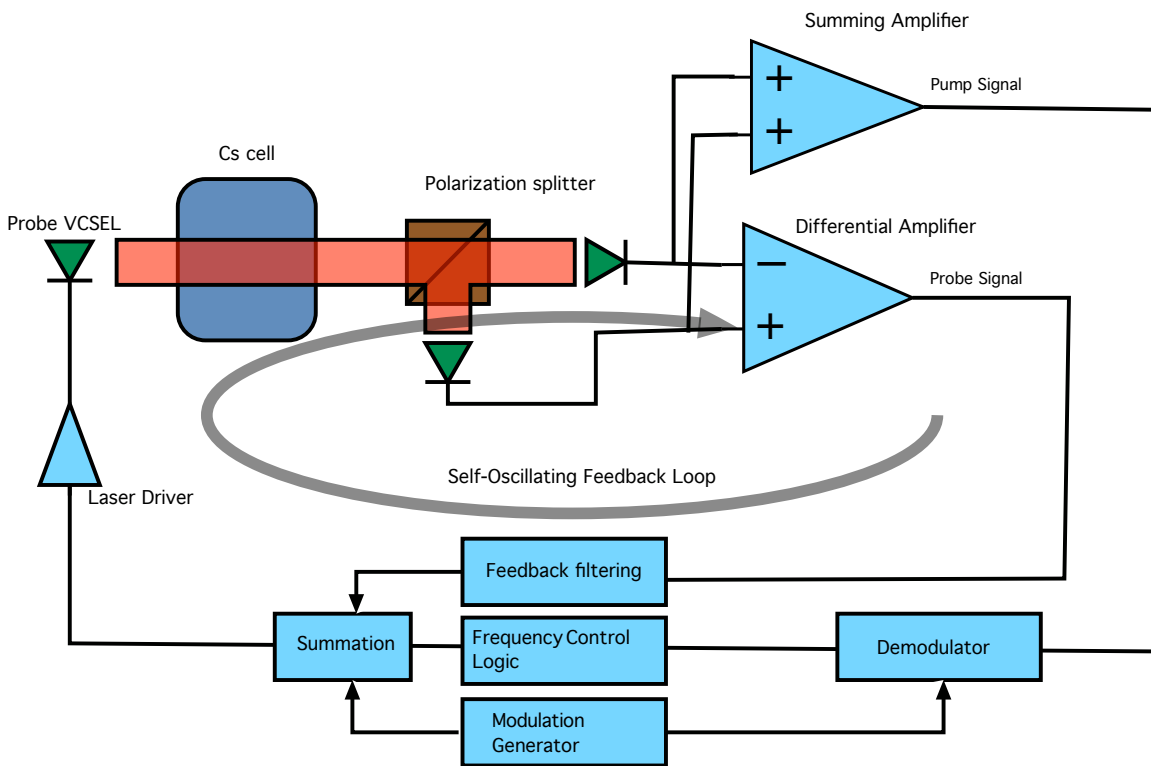 Summing Amplifier
+
Pump Signal
+
Cs cell
Polarization splitter
Probe VCSEL
Differential Amplifier
−
Probe Signal
+
Self-Oscillating Feedback Loop
Laser Driver
Feedback filtering
Summation
Frequency Control
Logic
Demodulator
Modulation
Generator